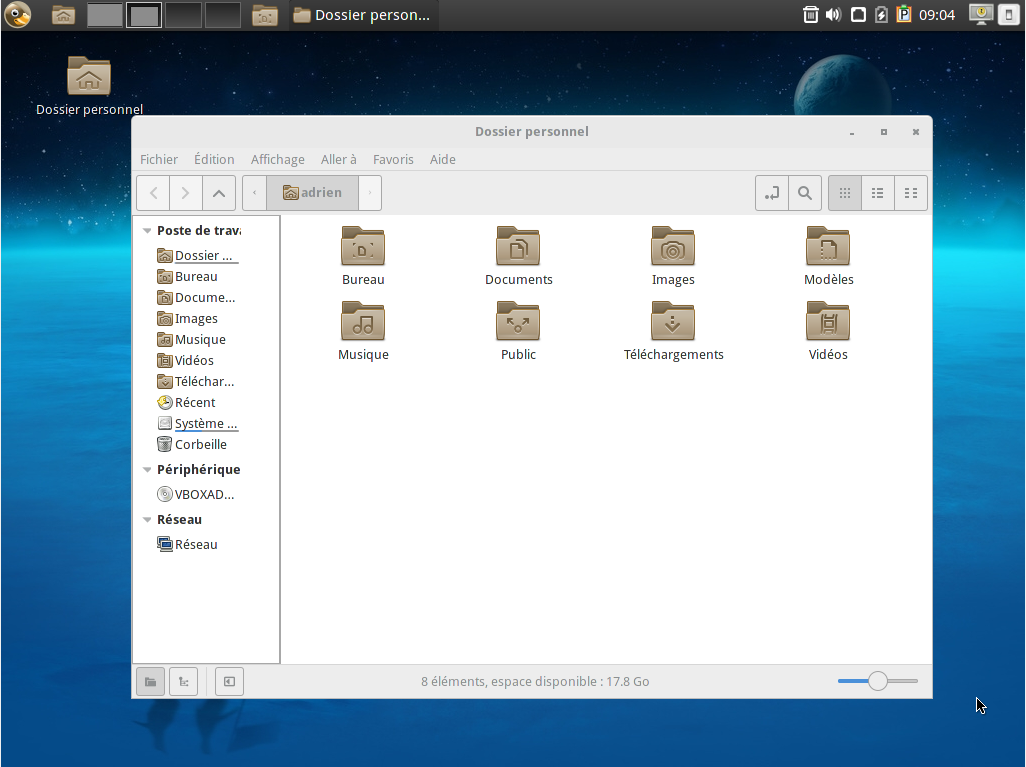 Dossier person...
09:04
Dossier personnel
Dossier personnel
Fichier Édition Affichage Aller à Favoris Aide
adrien
Poste de trava
Dossier ...
Bureau
Docume...
Images
Musique
Vidéos
Téléchar...
Récent
Système ...
Corbeille
Périphérique
VBOXAD...
Réseau
Réseau
Bureau Documents Images Modèles
Musique Public Téléchargements Vidéos
8 éléments, espace disponible : 17.8 Go